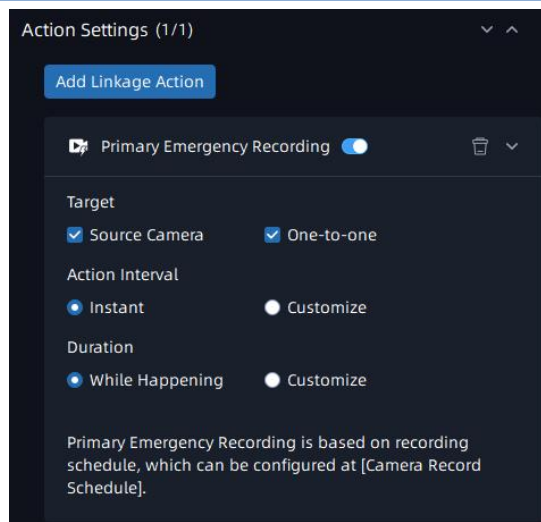 Action Settings (1/1)
Add Linkage Action
Primary Emergency Recording
Target
Source Camera One-to-one
Action Interval
Instant Customize
Duration
While Happening Customize
Primary Emergency Recording is based on recording
schedule, which can be configured at [Camera Record
Schedule].